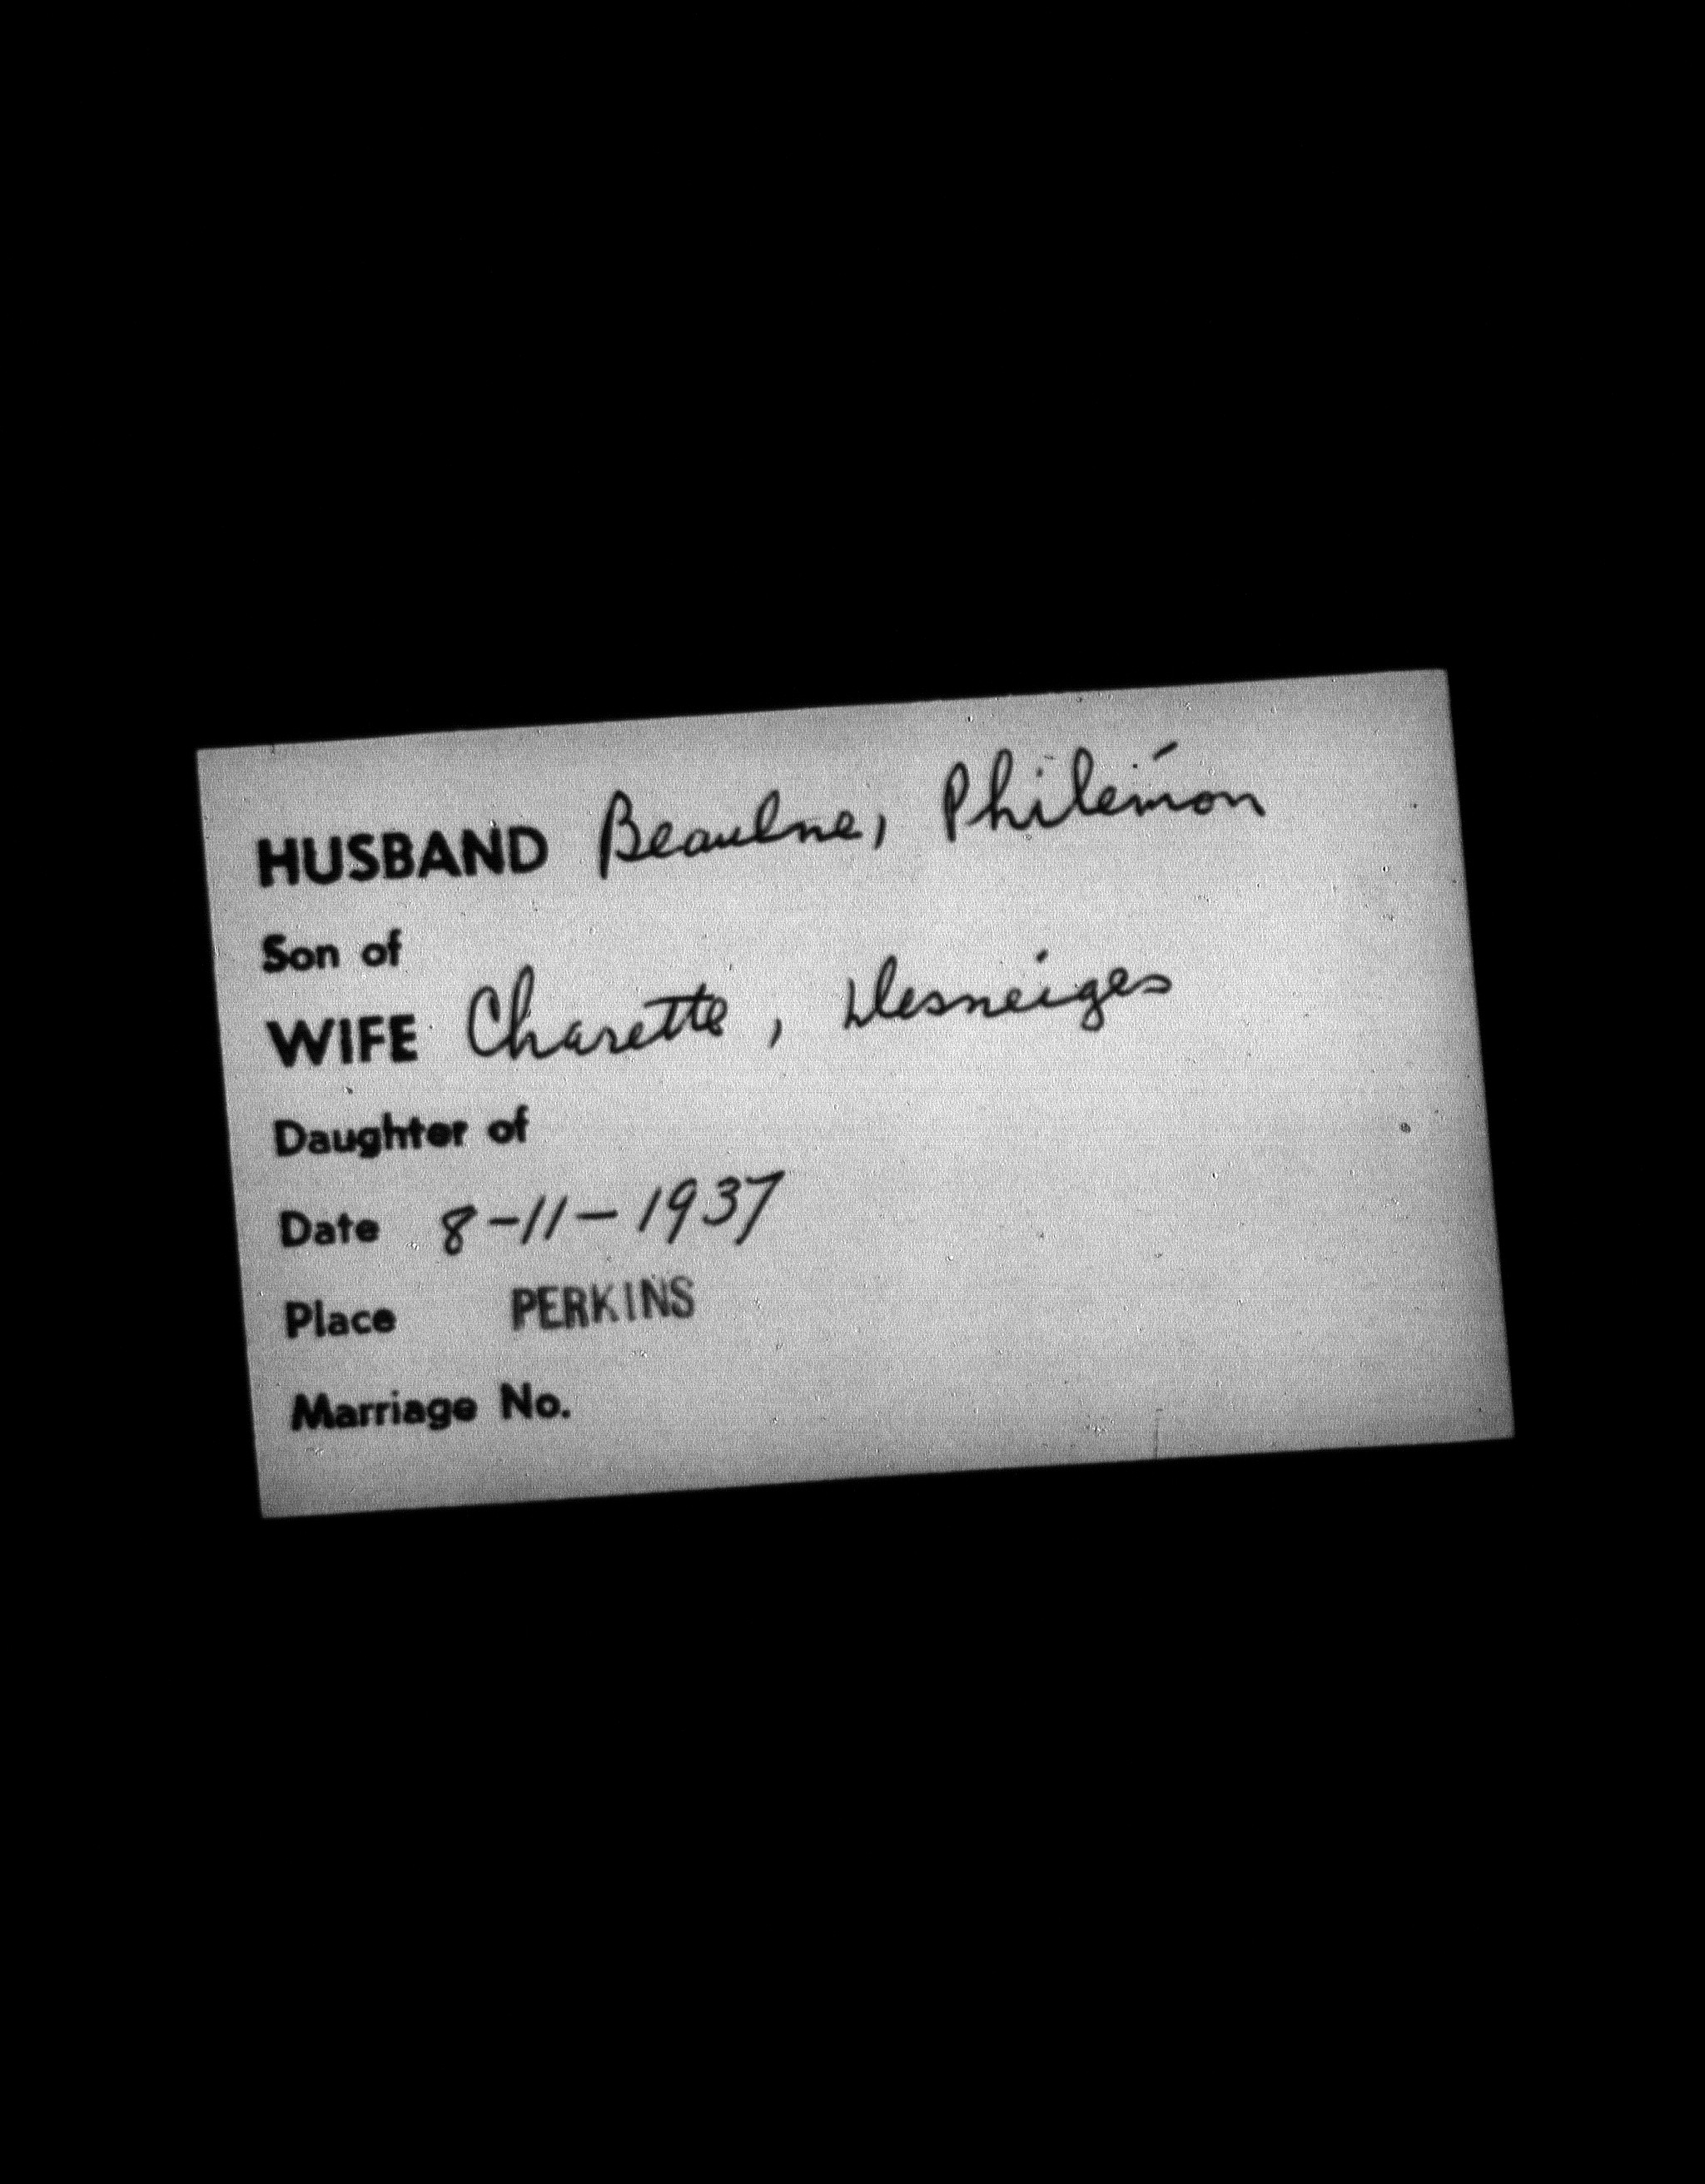 HUSBAND Beaulne, Philémon
Son of
WIFE Charette, Desneiges
Daughter of
Date 8-11-1937
Place PERKINS
Marriage No.